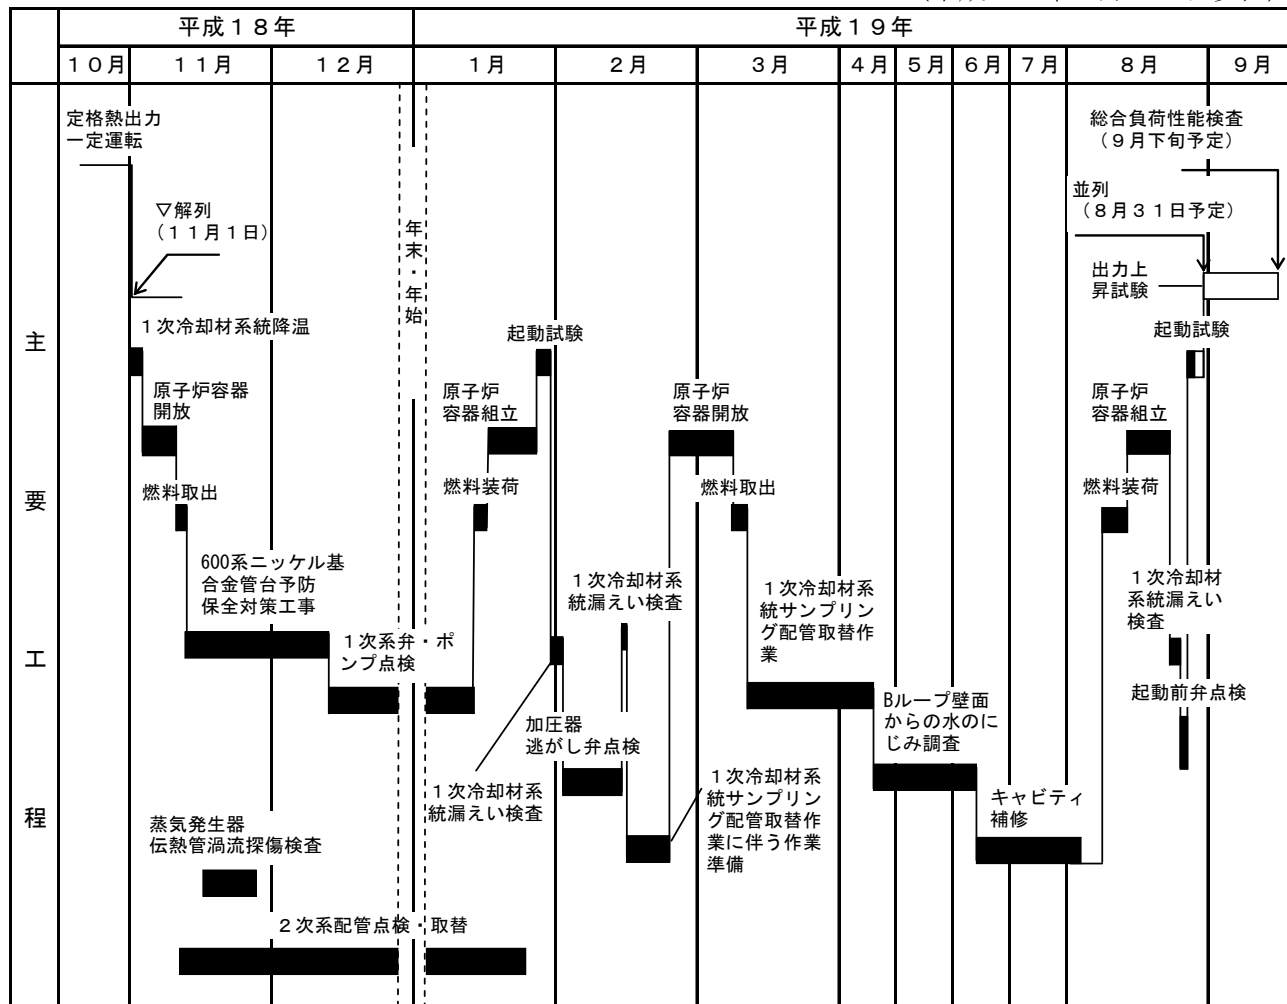 平成１８年
平成１９年
１０月
１１月
１２月
１月
２月
３月
４月
５月
６月
７月
８月
９月
主要工程
定格熱出力
一定運転
▽解列
（１１月１日）
年末・年始
総合負荷性能検査
（９月下旬予定）
並列
（８月３１日予定）
出力上
昇試験
１次冷却材系統降温
起動試験
起動試験
原子炉容器
開放
原子炉
容器組立
原子炉
容器開放
原子炉
容器組立
燃料取出
燃料装荷
燃料取出
燃料装荷
600系ニッケル基
合金管台予防
保全対策工事
１次冷却材系
統漏えい検査
１次冷却材系
統サンプリン
グ配管取替作
業
１次冷却材
系統漏えい
検査
１次系弁・ポ
ンプ点検
起動前弁点検
Bループ壁面
からの水のに
じみ調査
加圧器
逃がし弁点検
１次冷却材系
統漏えい検査
１次冷却材系
統サンプリン
グ配管取替作
業に伴う作業
準備
キャビティ
補修
蒸気発生器
伝熱管渦流探傷検査
２次系配管点検・取替